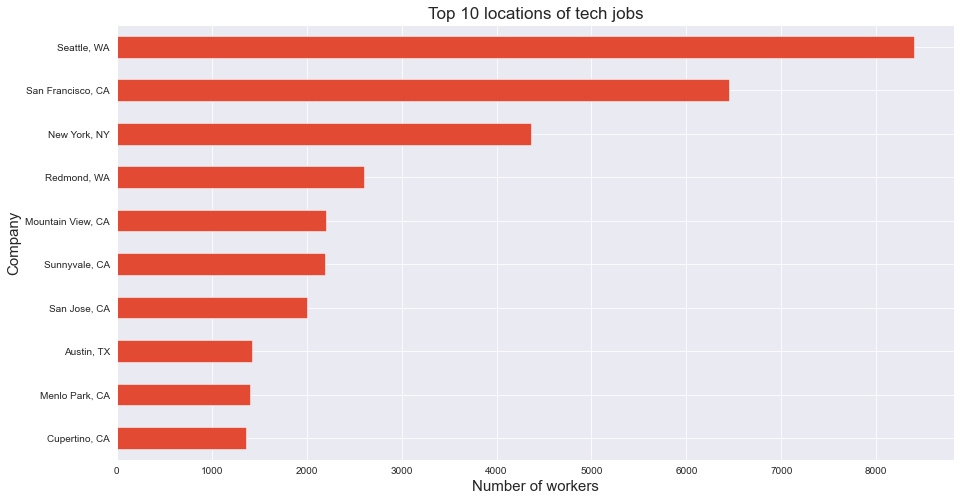 Top 10 locations of tech jobs
Company
Seattle, WA
San Francisco, CA
New York, NY
Redmond, WA
Mountain View, CA
Sunnyvale, CA
San Jose, CA
Austin, TX
Menlo Park, CA
Cupertino, CA
0 1000 2000 3000 4000 5000 6000 7000 8000
Number of workers